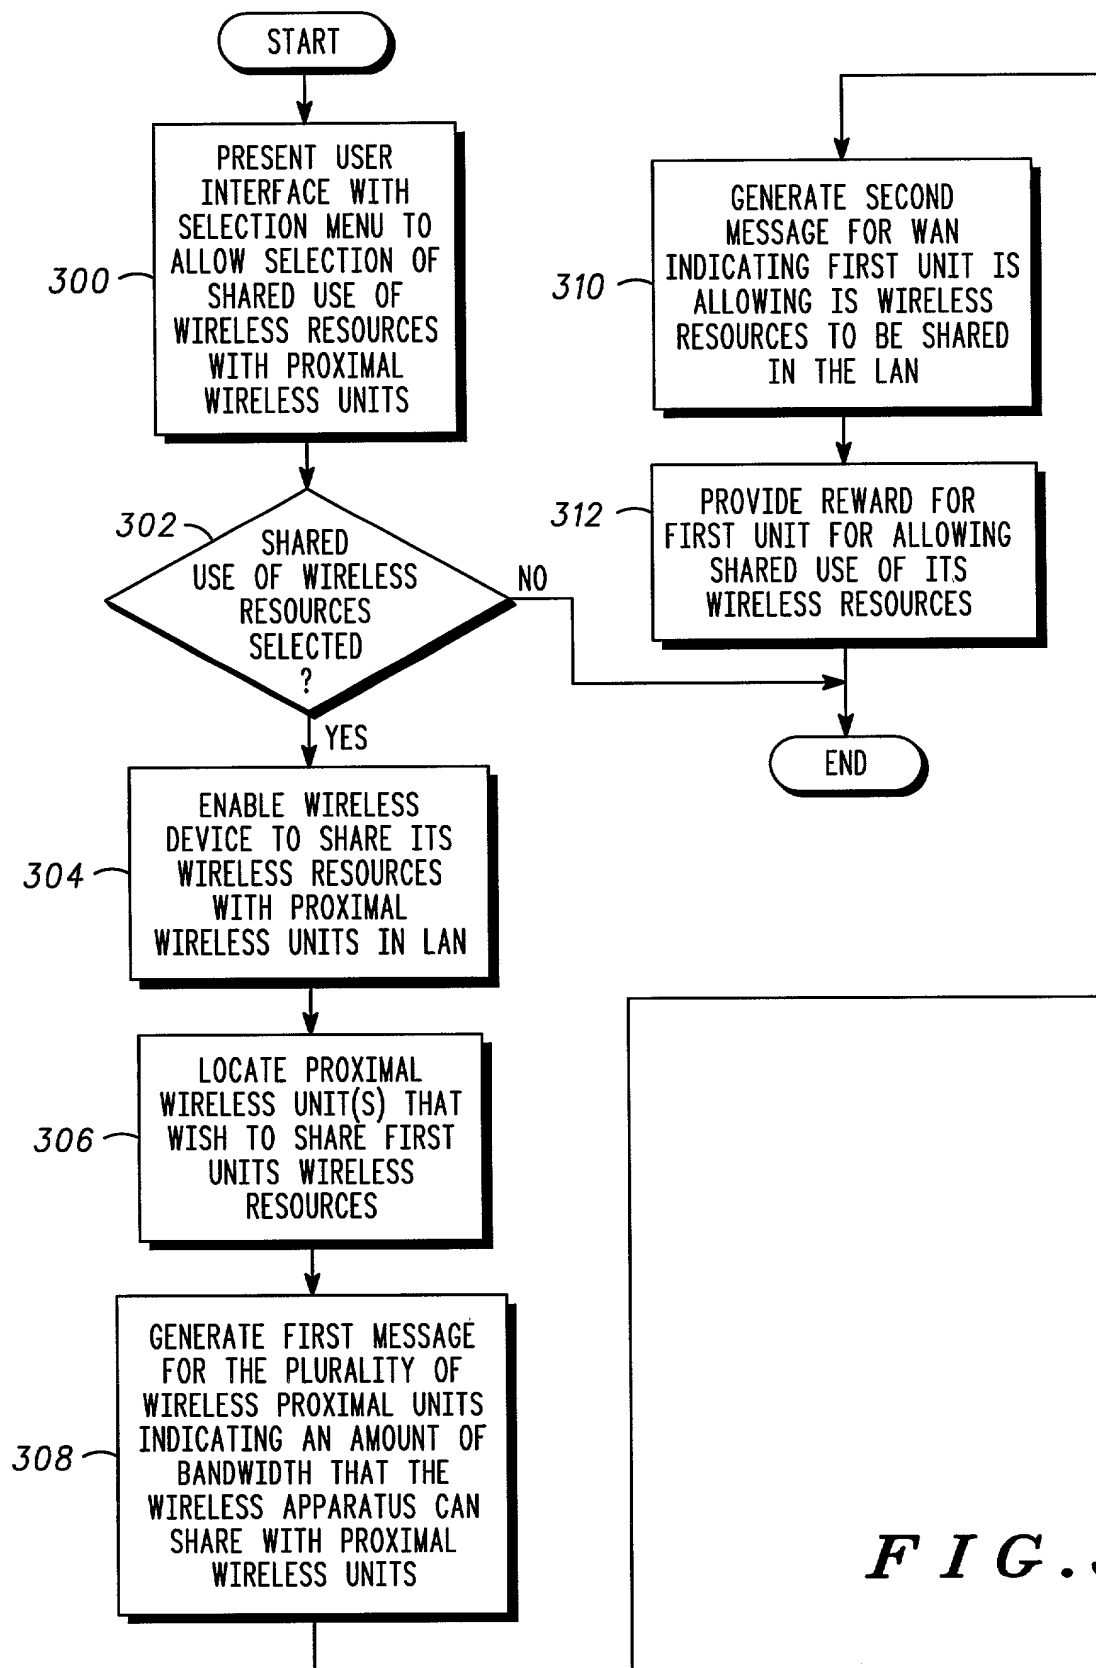 START
PRESENT USER
INTERFACE WITH
SELECTION MENU TO
ALLOW SELECTION OF
SHARED USE OF
WIRELESS RESOURCES
WITH PROXIMAL
WIRELESS UNITS
300
302
SHARED
USE OF WIRELESS
RESOURCES
SELECTED
?
NO
YES
ENABLE WIRELESS
DEVICE TO SHARE ITS
WIRELESS RESOURCES
WITH PROXIMAL
WIRELESS UNITS IN LAN
304
LOCATE PROXIMAL
WIRELESS UNIT(S) THAT
WISH TO SHARE FIRST
UNITS WIRELESS
RESOURCES
306
GENERATE FIRST MESSAGE
FOR THE PLURALITY OF
WIRELESS PROXIMAL UNITS
INDICATING AN AMOUNT OF
BANDWIDTH THAT THE
WIRELESS APPARATUS CAN
SHARE WITH PROXIMAL
WIRELESS UNITS
308
GENERATE SECOND
MESSAGE FOR WAN
INDICATING FIRST UNIT IS
ALLOWING IS WIRELESS
RESOURCES TO BE SHARED
IN THE LAN
310
PROVIDE REWARD FOR
FIRST UNIT FOR ALLOWING
SHARED USE OF ITS
WIRELESS RESOURCES
312
END
FIG.